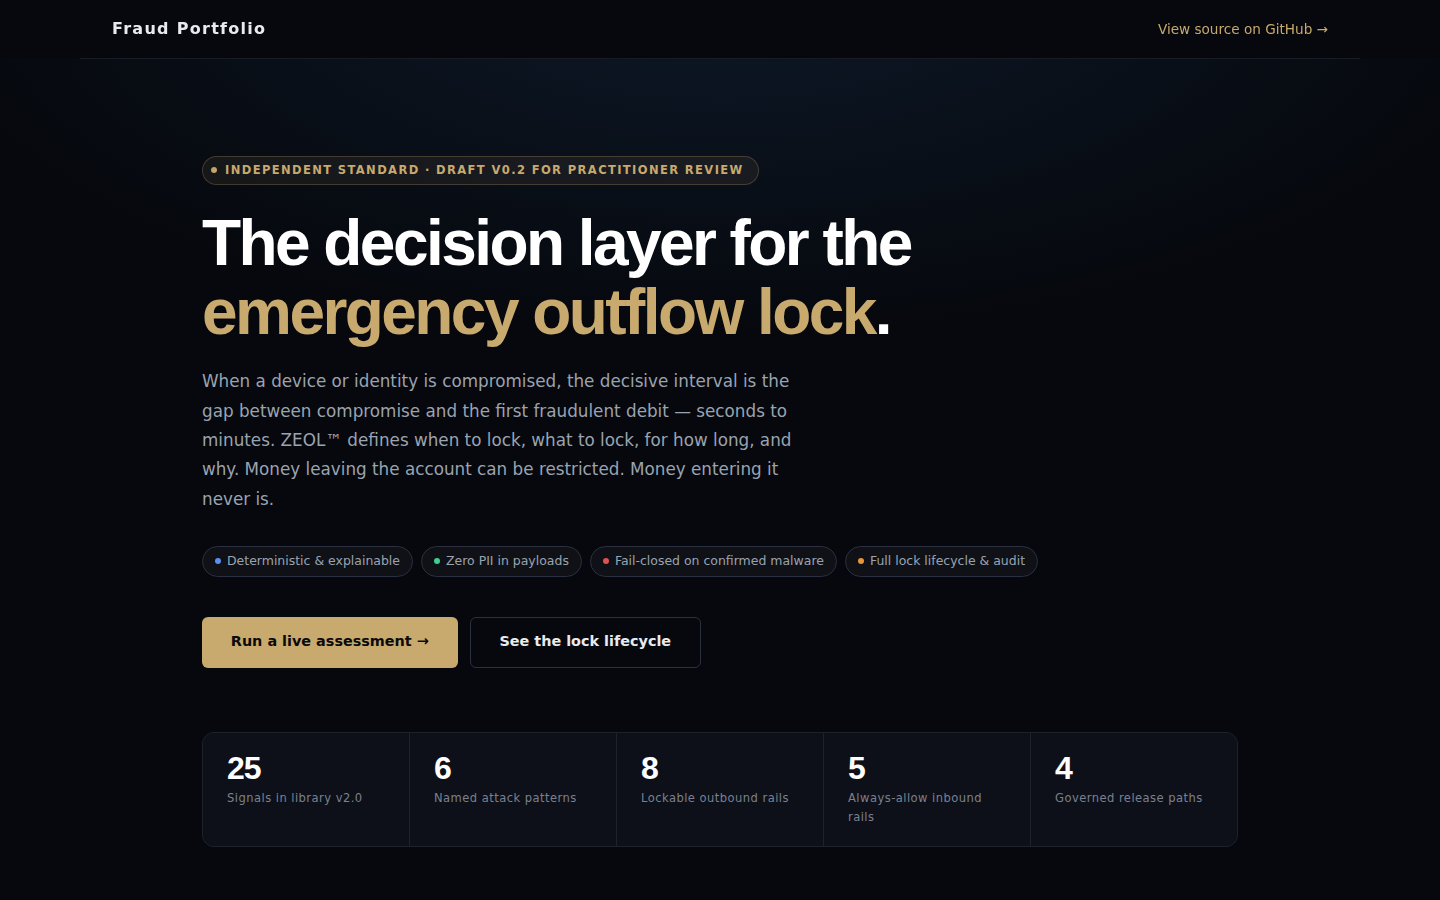 Fraud Portfolio
View source on GitHub →
INDEPENDENT STANDARD · DRAFT V0.2 FOR PRACTITIONER REVIEW
The decision layer for the
emergency outflow lock.
When a device or identity is compromised, the decisive interval is the
gap between compromise and the first fraudulent debit — seconds to
minutes. ZEOL™ defines when to lock, what to lock, for how long, and
why. Money leaving the account can be restricted. Money entering it
never is.
Deterministic & explainable
Zero PII in payloads
Fail-closed on confirmed malware
Full lock lifecycle & audit
Run a live assessment →
See the lock lifecycle
25
Signals in library v2.0
6
Named attack patterns
8
Lockable outbound rails
5
Always-allow inbound
rails
4
Governed release paths